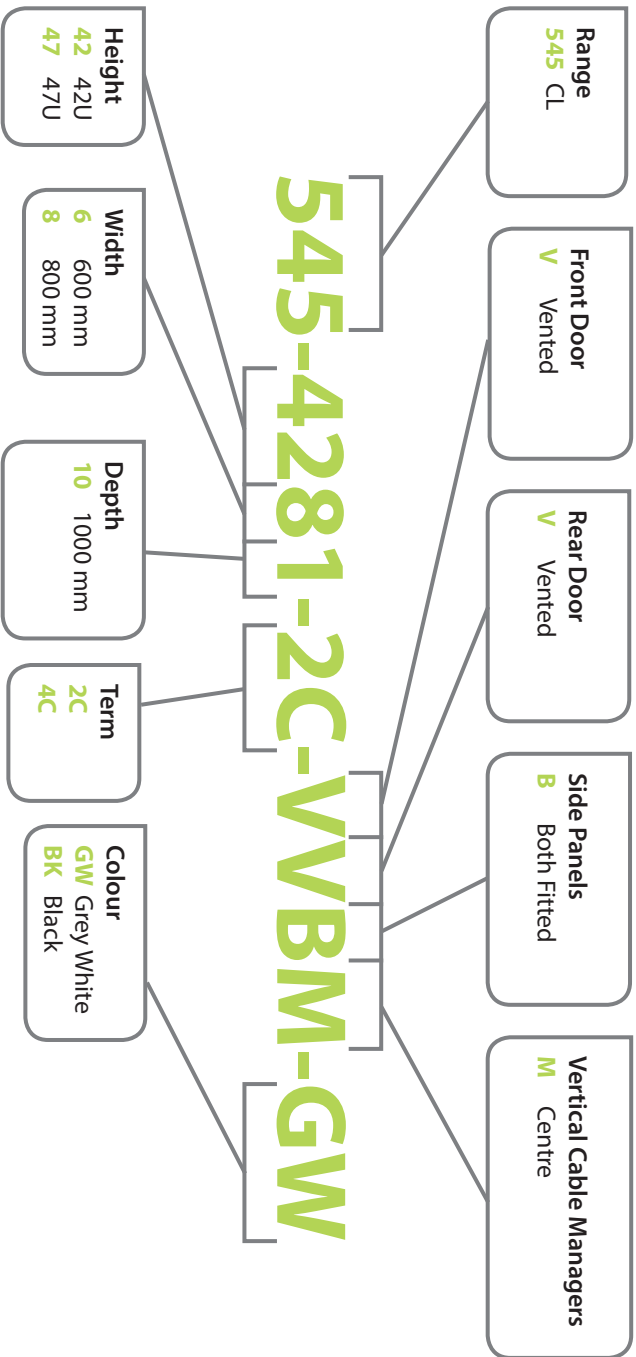 Range
545 CL
Front Door
V Vented
Rear Door
V Vented
Side Panels
B Both Fitted
Vertical Cable Managers
M Centre
545-4281-2C-VVBM-GW
Height
42 42U
47 47U
Width
6 600 mm
8 800 mm
Depth
10 1000 mm
Term
2C
4C
Colour
GW Grey White
BK Black